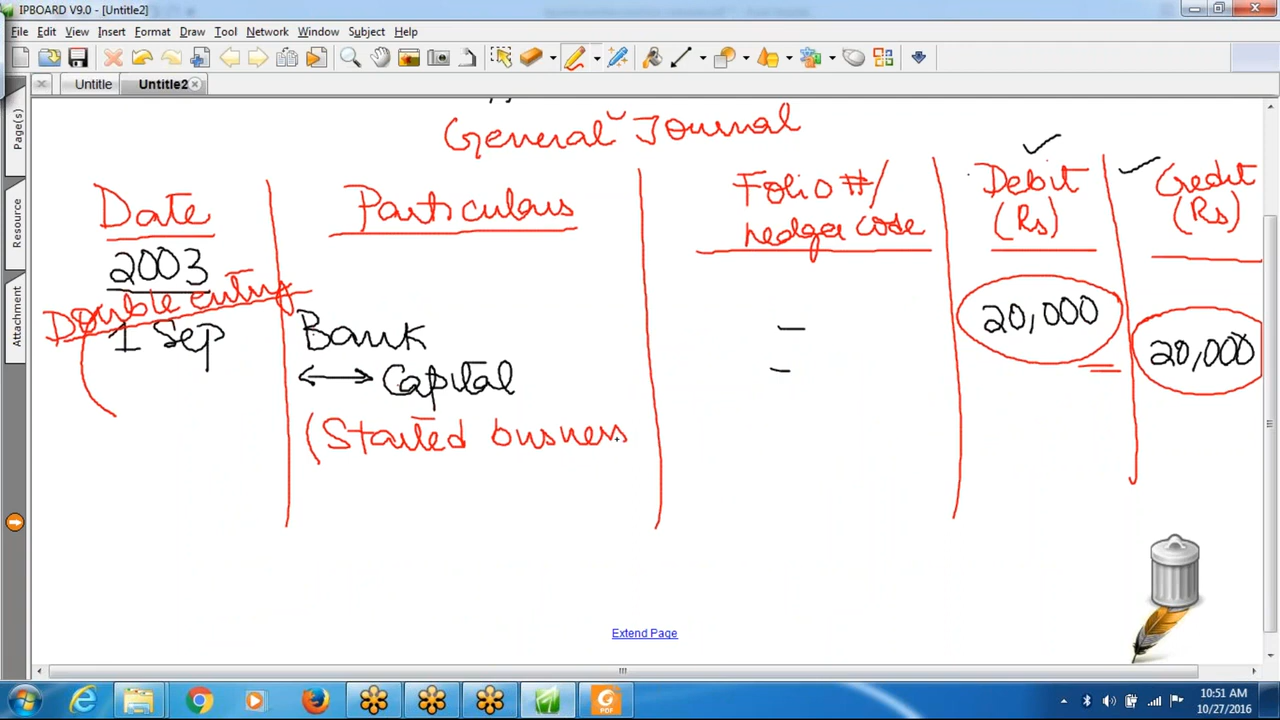 IPBOARD V9.0 - [Untitle2]
File Edit View Insert Format Draw Tool Network Window Subject Help
Untitle Untitle2
Page(s)
Resource
Attachment
General Journal
Date Particulars Folio #/ Debit Credit
Ledger code (Rs) (Rs)
2003
Double entry
1 Sep Bank - 20,000
Capital - 20,000
(Started busness
Extend Page
PDF
10:51 AM
10/27/2016